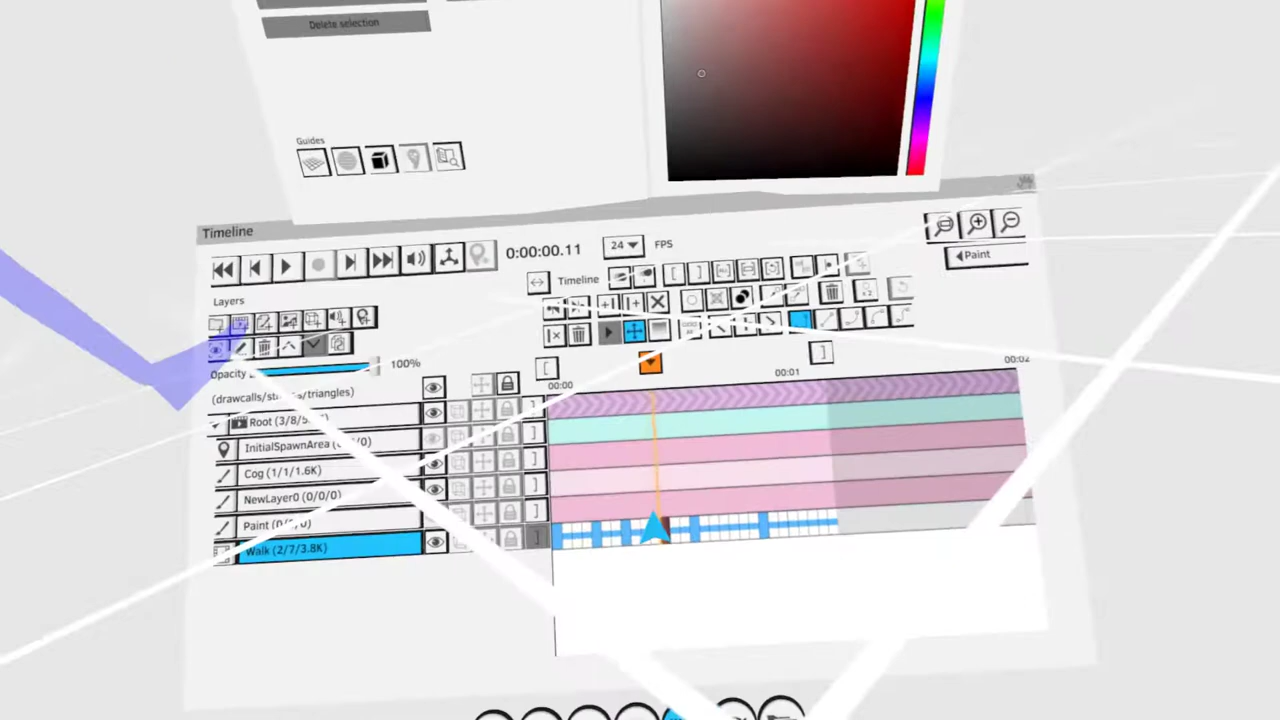 Delete selection
Guides
Timeline
0:00:00.11
24
FPS
Paint
Timeline
Layers
Opacity
100%
00:00
00:01
00:02
Root (3/8/
InitialSpawnArea
Cog (1/1/1.6K)
NewLayer0 (0/0/0)
Paint
Walk (2/7/3.8K)